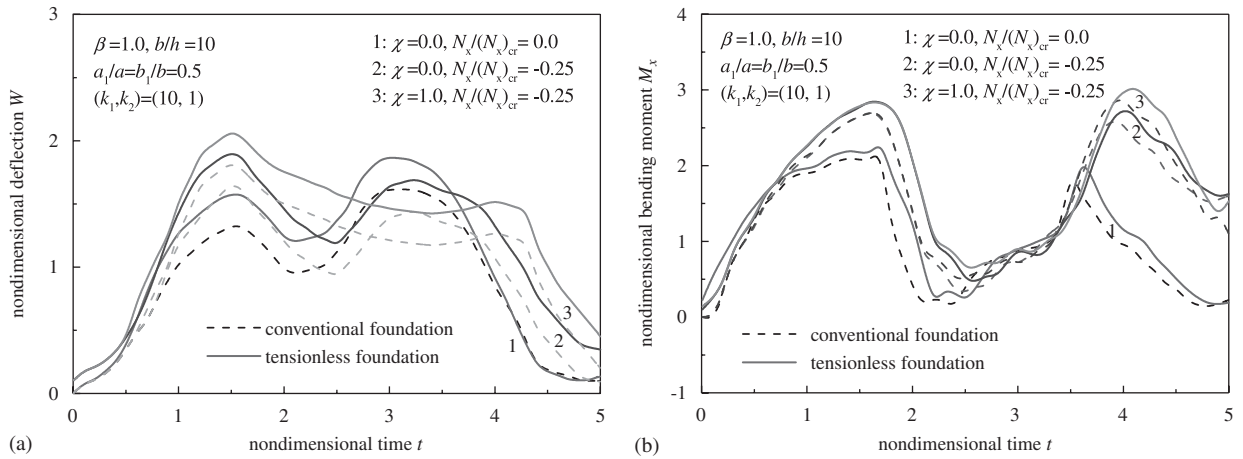 3
2
1
0
nondimensional deflection W
β=1.0, b/h=10
a₁/a=b₁/b=0.5
(k₁,k₂)=(10, 1)
1: χ=0.0, Nₓ/(Nₓ)cr= 0.0
2: χ=0.0, Nₓ/(Nₓ)cr= -0.25
3: χ=1.0, Nₓ/(Nₓ)cr= -0.25
3
2
1
conventional foundation
tensionless foundation
0 1 2 3 4 5
nondimensional time t
(a)
5
4
3
2
1
0
-1
nondimensional bending moment Mₓ
β=1.0, b/h=10
a₁/a=b₁/b=0.5
(k₁,k₂)=(10, 1)
1: χ=0.0, Nₓ/(Nₓ)cr= 0.0
2: χ=0.0, Nₓ/(Nₓ)cr= -0.25
3: χ=1.0, Nₓ/(Nₓ)cr= -0.25
3
2
1
conventional foundation
tensionless foundation
0 1 2 3 4 5
nondimensional time t
(b)